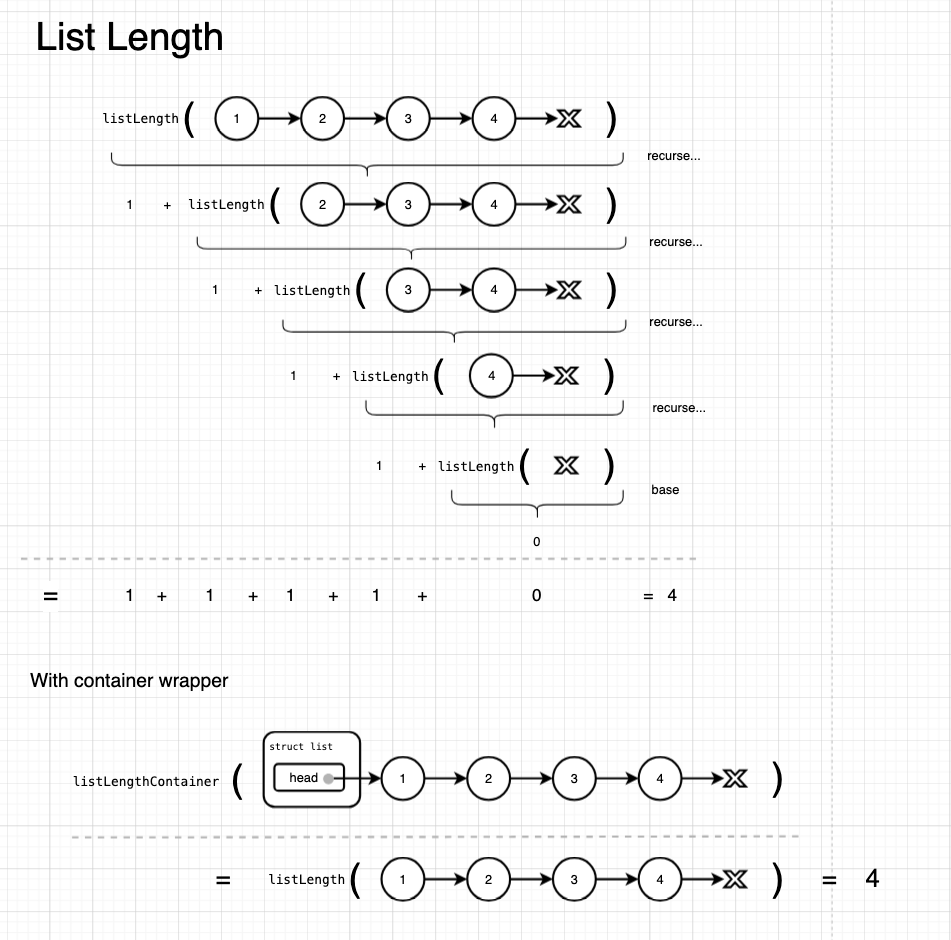 List Length
listLength( 1 2 3 4 X )
recurse...
1 + listLength( 2 3 4 X )
recurse...
1 + listLength( 3 4 X )
recurse...
1 + listLength( 4 X )
recurse...
1 + listLength( X )
base
0
= 1 + 1 + 1 + 1 + 0 = 4
With container wrapper
struct list
listLengthContainer ( head 1 2 3 4 X )
= listLength( 1 2 3 4 X ) = 4